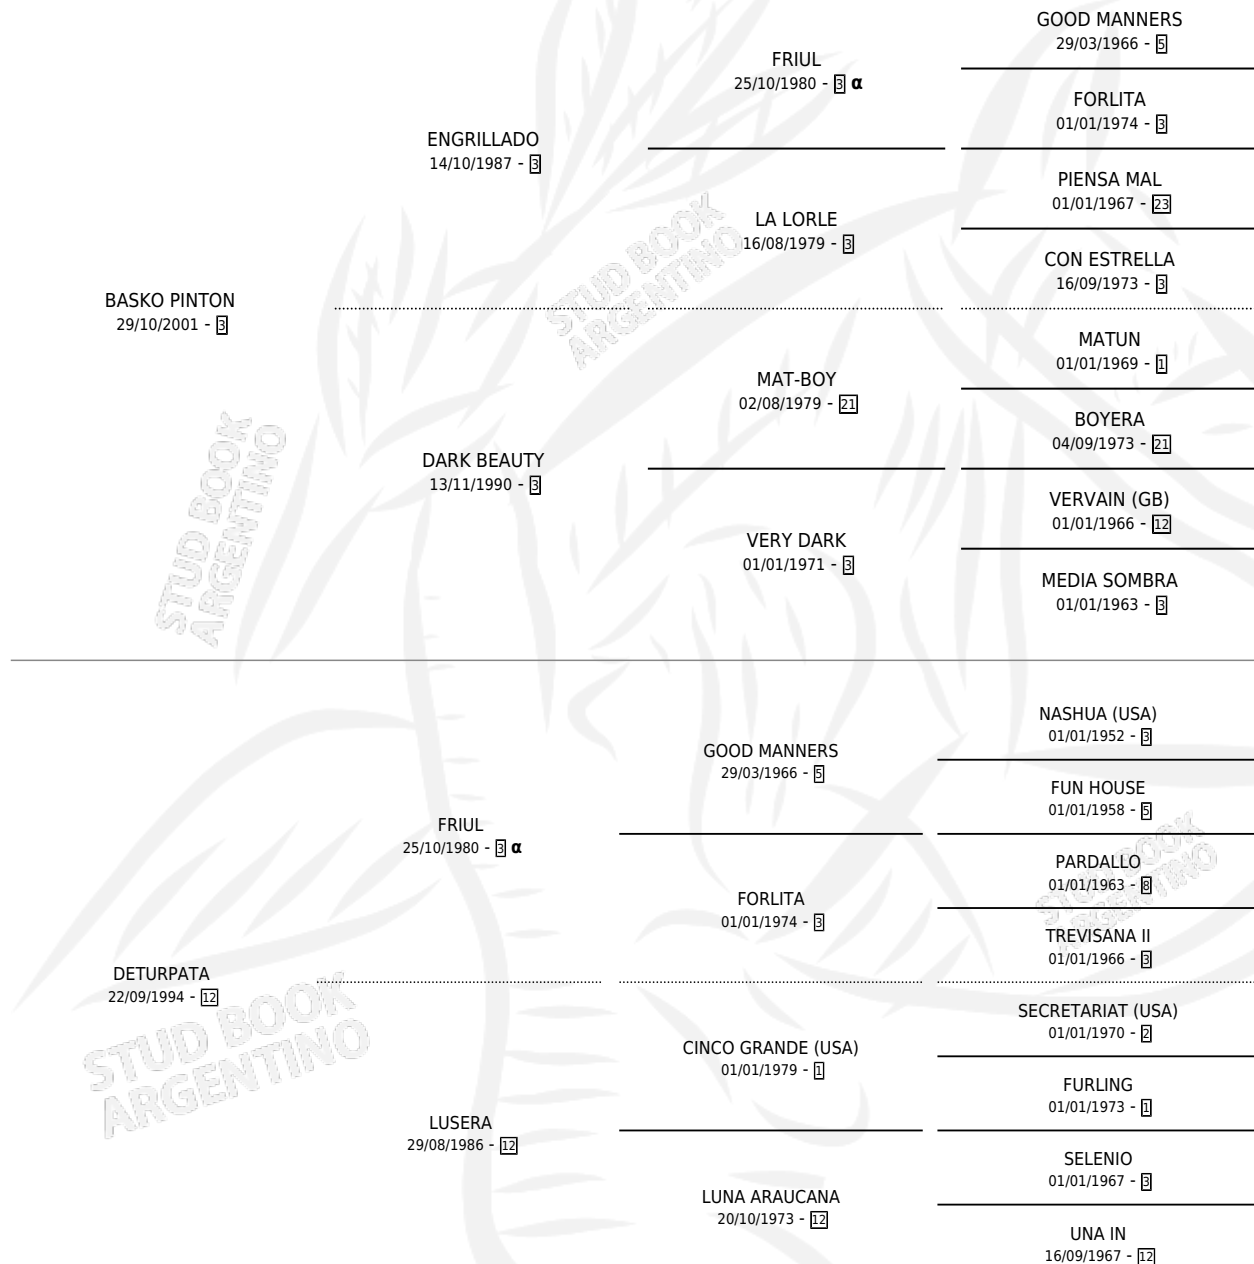 GOOD MANNERS
29/03/1966 - 5
FRIUL
25/10/1980 - 3 α
FORLITA
01/01/1974 - 3
ENGRILLADO
14/10/1987 - 3
PIENSA MAL
01/01/1967 - 23
LA LORLE
16/08/1979 - 3
CON ESTRELLA
16/09/1973 - 3
BASKO PINTON
29/10/2001 - 3
STUD BOOK
ARGENTINO
MATUN
01/01/1969 - 1
MAT-BOY
02/08/1979 - 21
BOYERA
04/09/1973 - 21
DARK BEAUTY
13/11/1990 - 3
VERVAIN (GB)
01/01/1966 - 12
VERY DARK
01/01/1971 - 3
MEDIA SOMBRA
01/01/1963 - 3
STUD BOOK
ARGENTINO
NASHUA (USA)
01/01/1952 - 3
GOOD MANNERS
29/03/1966 - 5
FUN HOUSE
01/01/1958 - 5
FRIUL
25/10/1980 - 3 α
PARDALLO
01/01/1963 - 8
FORLITA
01/01/1974 - 3
TREVISANA II
01/01/1966 - 3
STUD BOOK
ARGENTINO
DETURPATA
22/09/1994 - 12
STUD BOOK
ARGENTINO
SECRETARIAT (USA)
01/01/1970 - 2
CINCO GRANDE (USA)
01/01/1979 - 1
FURLING
01/01/1973 - 1
LUSERA
29/08/1986 - 12
SELENIO
01/01/1967 - 3
LUNA ARAUCANA
20/10/1973 - 12
UNA IN
16/09/1967 - 12